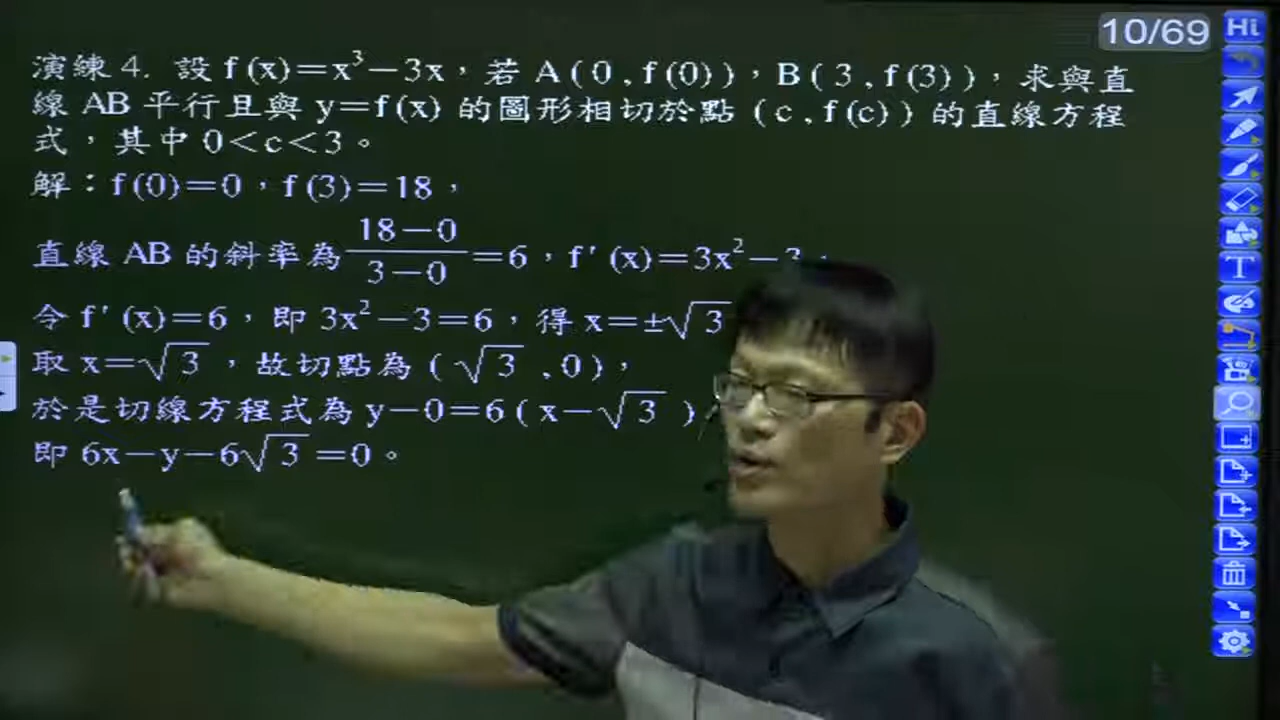 10/69
Hi
演練 4. 設 f(x)=x³−3x，若 A(0,f(0))，B(3,f(3))，求與直
線 AB 平行且與 y=f(x) 的圖形相切於點 (c,f(c)) 的直線方程
式，其中 0<c<3。
解：f(0)=0，f(3)=18，
直線 AB 的斜率為 (18−0)/(3−0)=6，f′(x)=3x²−3，
令 f′(x)=6，即 3x²−3=6，得 x=±√3
取 x=√3，故切點為 (√3,0)，
於是切線方程式為 y−0=6(x−√3)，
即 6x−y−6√3=0。
T